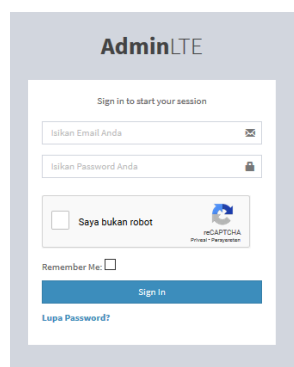 AdminLTE
Sign in to start your session
Isikan Email Anda
Isikan Password Anda
Saya bukan robot
reCAPTCHA
Privasi - Persyaratan
Remember Me:
Sign In
Lupa Password?